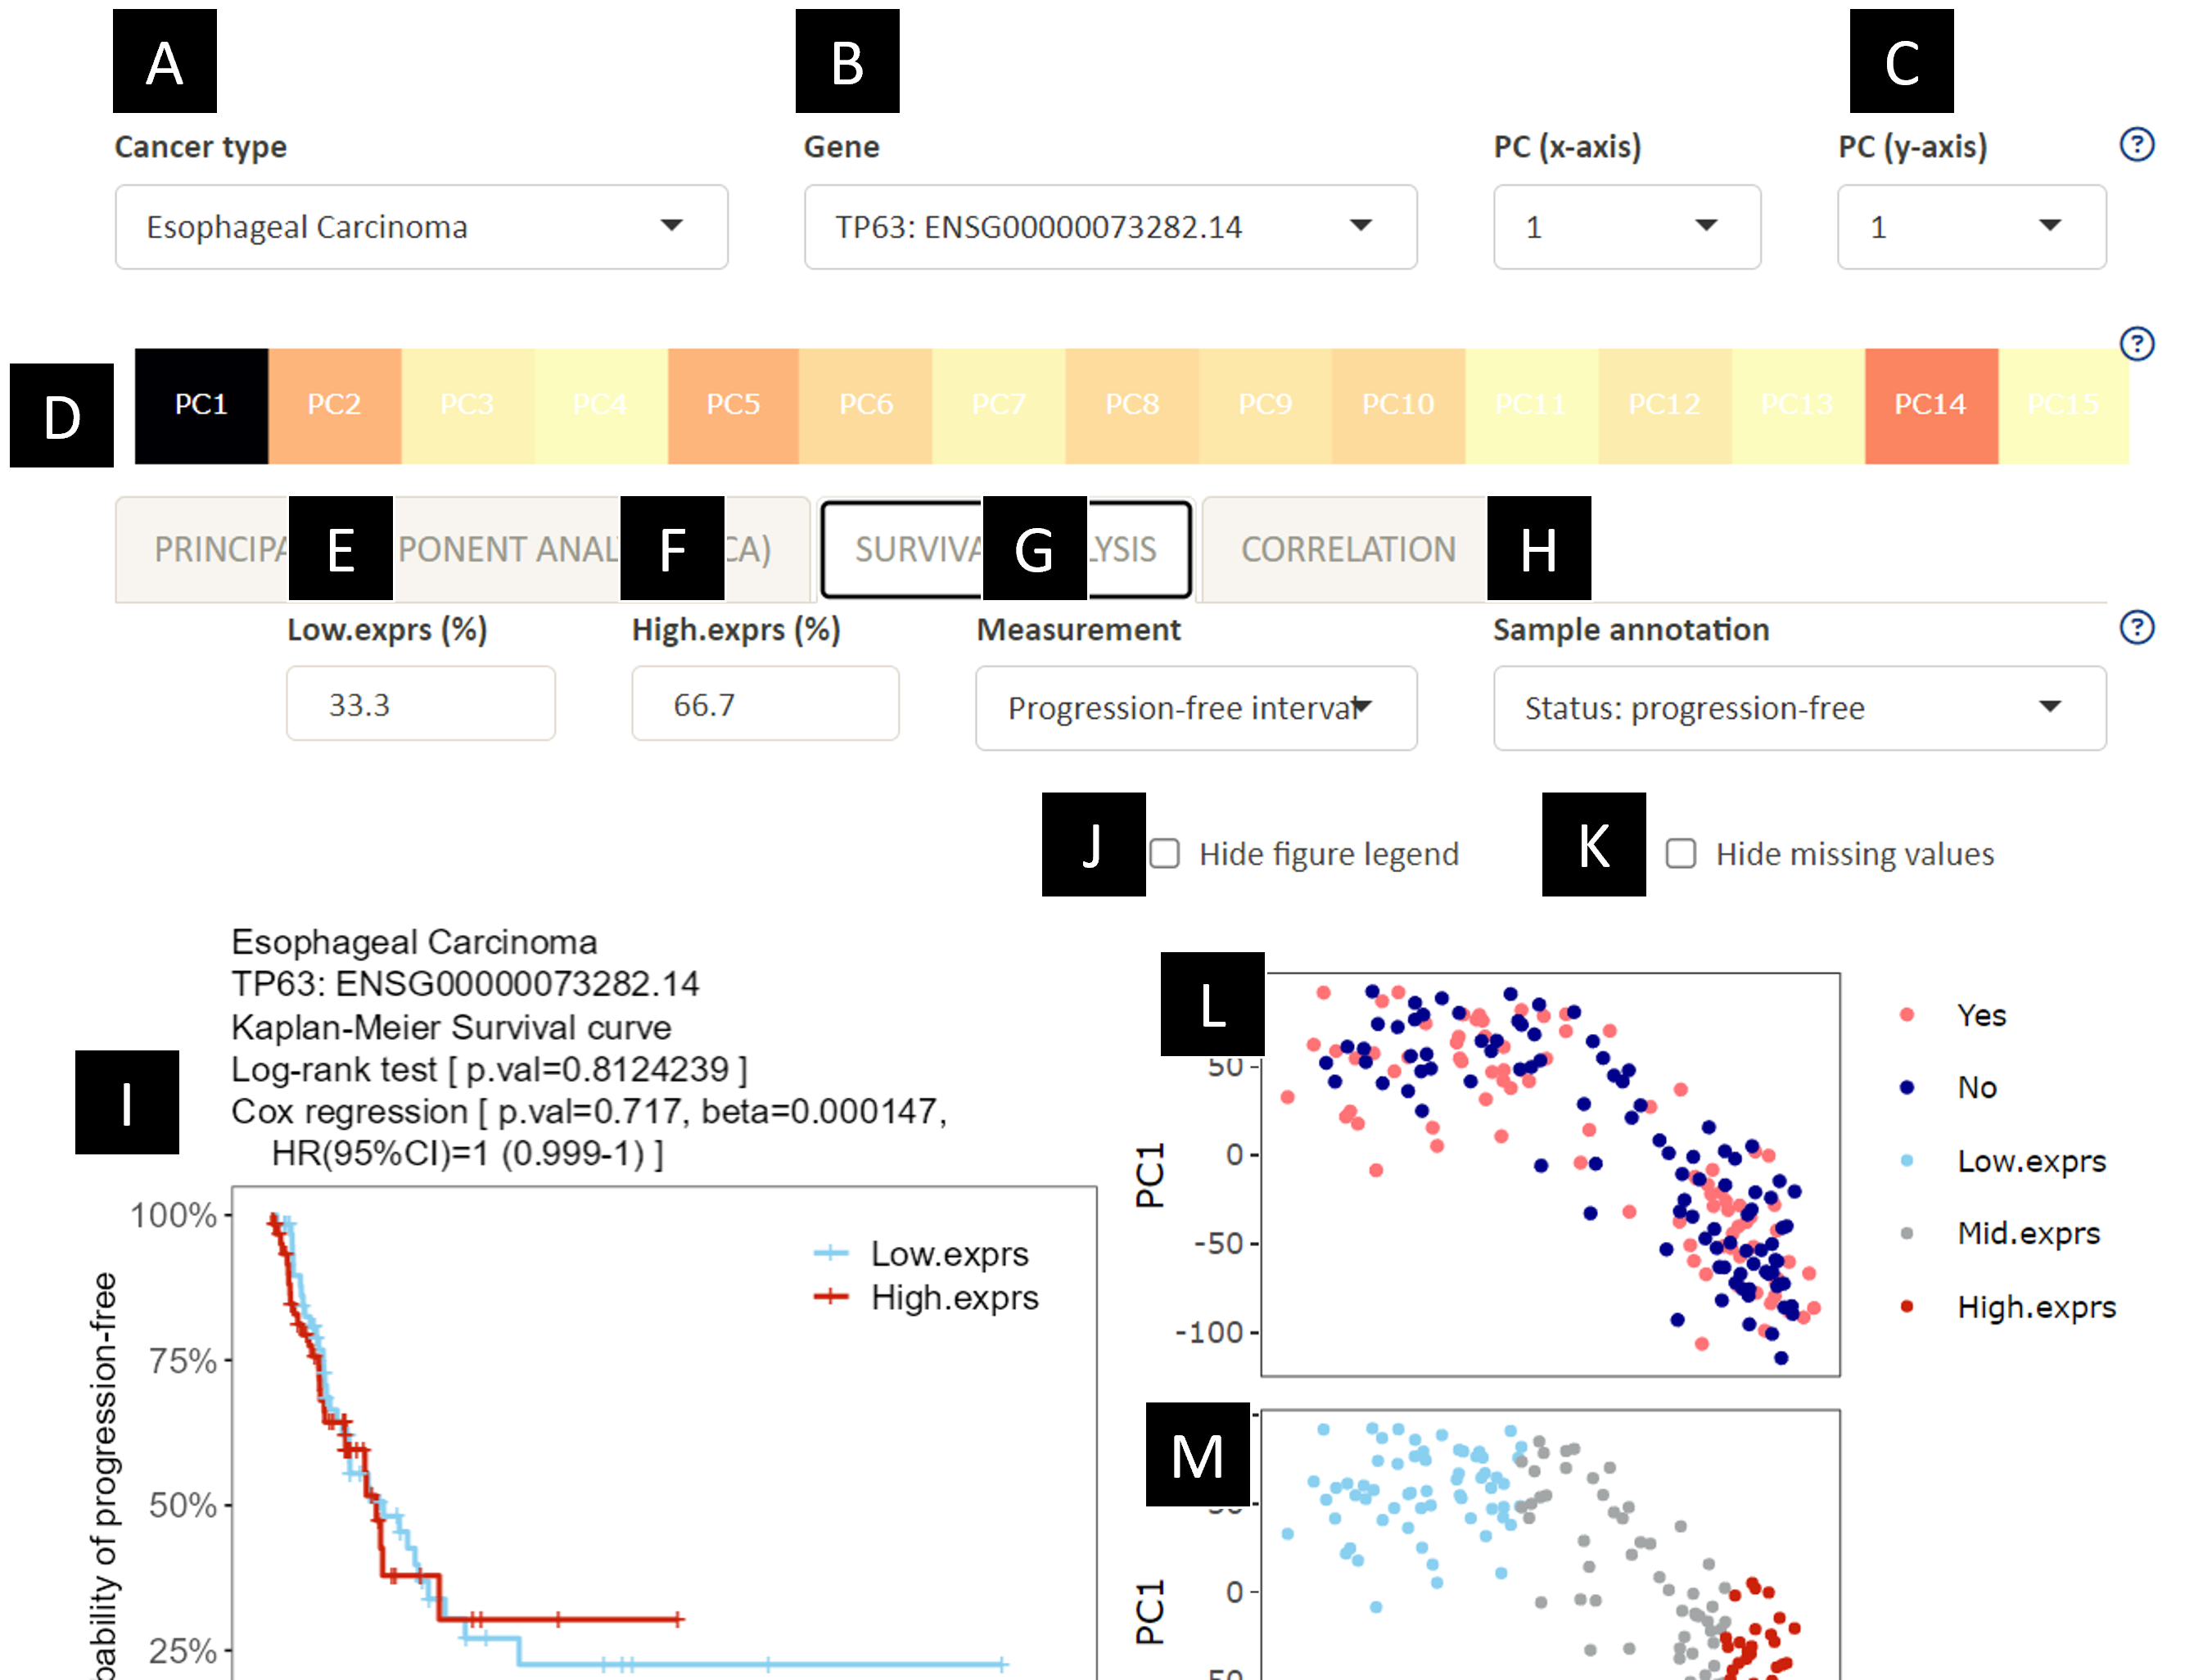 A
B
C
Cancer type
Gene
PC (x-axis)
PC (y-axis)
?
Esophageal Carcinoma
TP63: ENSG00000073282.14
1
1
?
D
PC1 PC2 PC3 PC4 PC5 PC6 PC7 PC8 PC9 PC10 PC11 PC12 PC13 PC14 PC15
PRINCIPA E PONENT ANAL F CA)
SURVIVA G LYSIS
CORRELATION
H
Low.exprs (%)
High.exprs (%)
Measurement
Sample annotation
?
33.3
66.7
Progression-free interval
Status: progression-free
J
Hide figure legend
K
Hide missing values
Esophageal Carcinoma
TP63: ENSG00000073282.14
Kaplan-Meier Survival curve
Log-rank test [ p.val=0.8124239 ]
Cox regression [ p.val=0.717, beta=0.000147,
HR(95%CI)=1 (0.999-1) ]
I
100%
75%
50%
25%
bability of progression-free
Low.exprs
High.exprs
L
50
0
-50
-100
PC1
Yes
No
Low.exprs
Mid.exprs
High.exprs
M
0
PC1